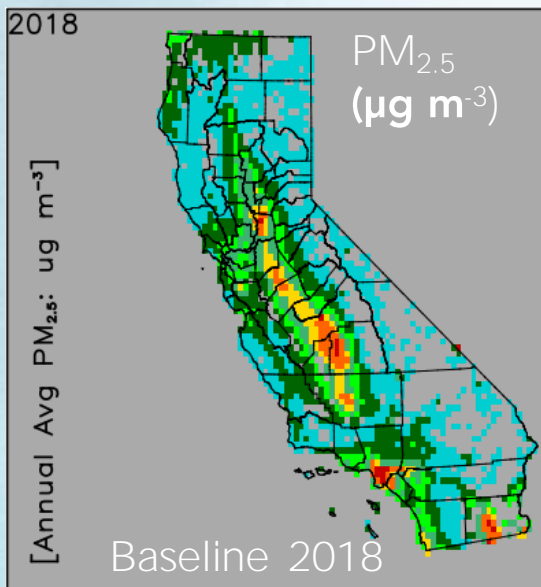 2018
PM2.5
(µg m-3)
[Annual Avg PM2.5: ug m−3]
Baseline 2018